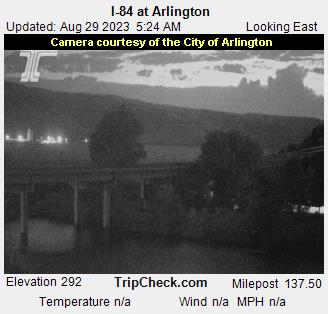 I-84 at Arlington
Updated: Aug 29 2023 5:24 AM Looking East
Camera courtesy of the City of Arlington
Elevation 292 TripCheck.com Milepost 137.50
Temperature n/a Wind n/a MPH n/a